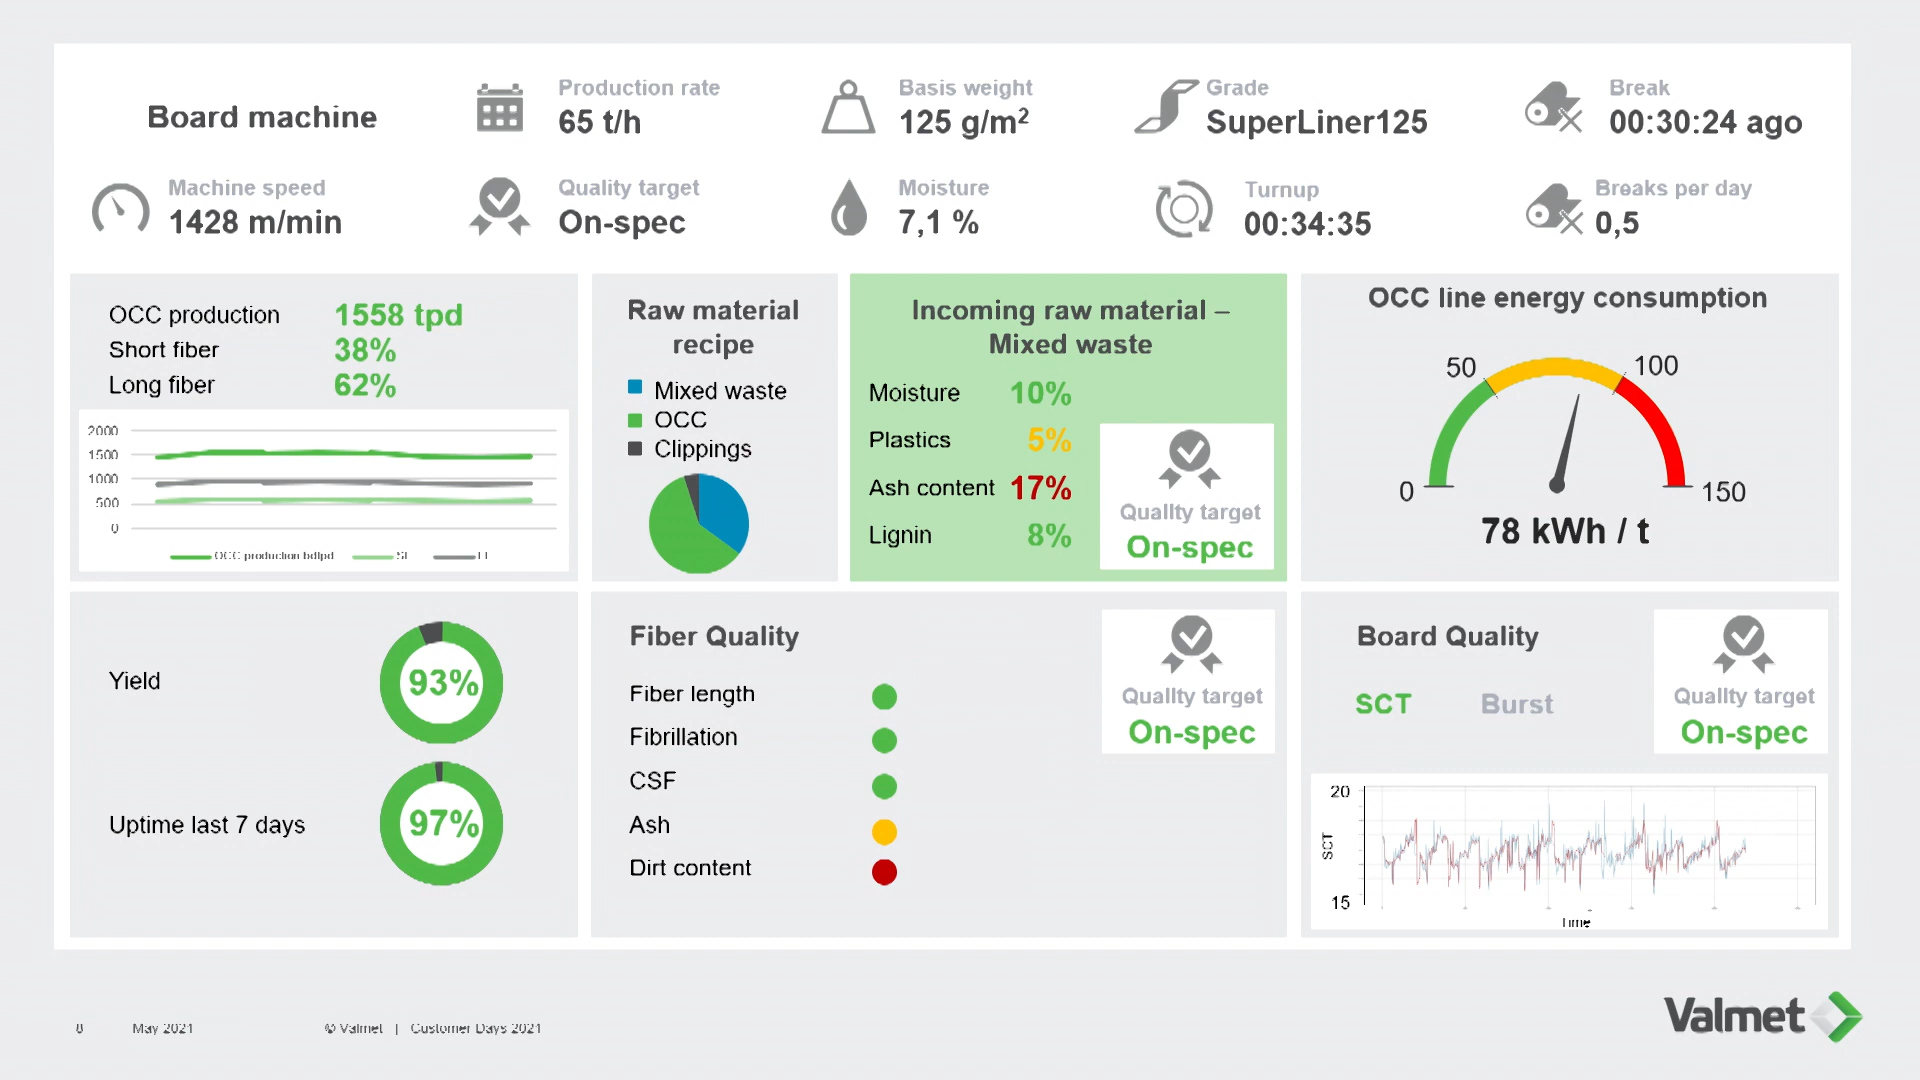 Board machine
Production rate
65 t/h
Basis weight
125 g/m²
Grade
SuperLiner125
Break
00:30:24 ago
Machine speed
1428 m/min
Quality target
On-spec
Moisture
7,1 %
Turnup
00:34:35
Breaks per day
0,5
OCC production 1558 tpd
Short fiber 38%
Long fiber 62%
2000
1500
1000
500
0
OCC production bdtpd
Raw material
recipe
Mixed waste
OCC
Clippings
Incoming raw material –
Mixed waste
Moisture 10%
Plastics 5%
Ash content 17%
Lignin 8%
Quality target
On-spec
OCC line energy consumption
50
100
0
150
78 kWh / t
Yield
93%
Uptime last 7 days
97%
Fiber Quality
Fiber length
Fibrillation
CSF
Ash
Dirt content
Quality target
On-spec
Board Quality
SCT Burst
Quality target
On-spec
20
SCT
15
Time
8 May 2021 © Valmet | Customer Days 2021
Valmet